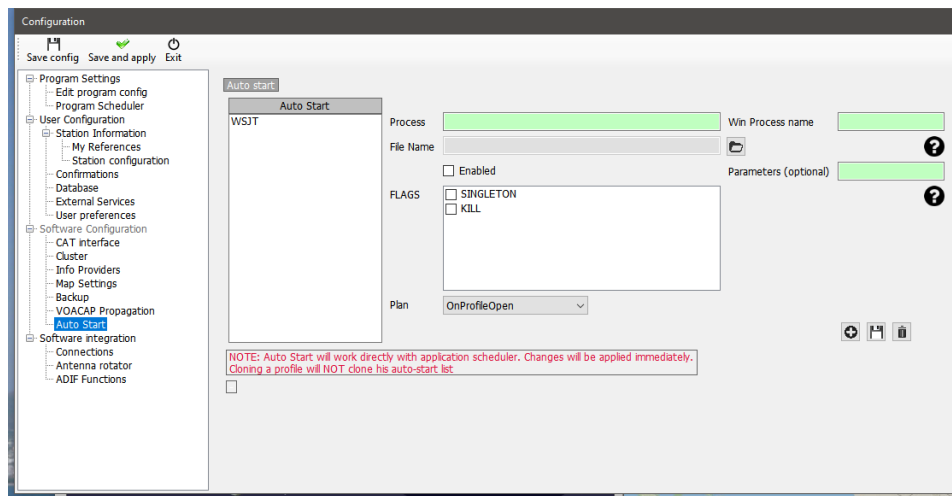 Configuration
Save config Save and apply Exit
Program Settings
Edit program config
Program Scheduler
User Configuration
Station Information
My References
Station configuration
Confirmations
Database
External Services
User preferences
Software Configuration
CAT interface
Cluster
Info Providers
Map Settings
Backup
VOACAP Propagation
Auto Start
Software integration
Connections
Antenna rotator
ADIF Functions
Auto start
Auto Start
WSJT
Process
Win Process name
File Name
?
Enabled
Parameters (optional)
FLAGS
SINGLETON
?
KILL
Plan
OnProfileOpen
NOTE: Auto Start will work directly with application scheduler. Changes will be applied immediately.
Cloning a profile will NOT clone his auto-start list